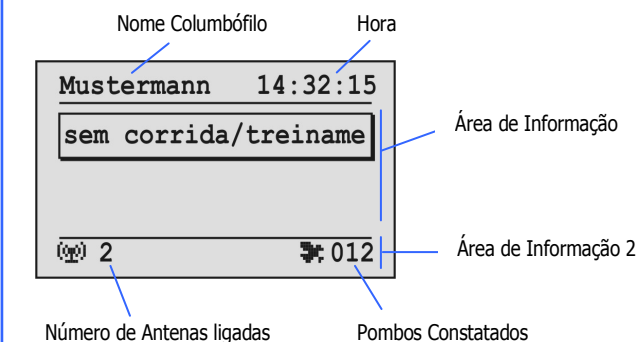 Nome Columbófilo Hora
Mustermann 14:32:15
sem corrida/treiname
Área de Informação
2 012
Área de Informação 2
Número de Antenas ligadas Pombos Constatados